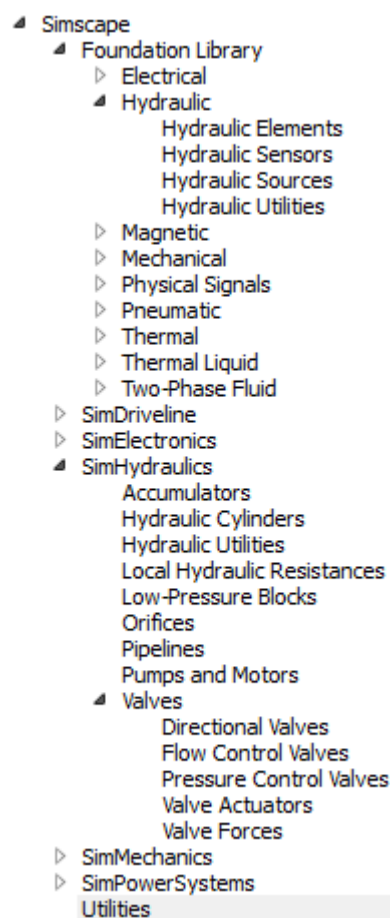 Simscape
Foundation Library
Electrical
Hydraulic
Hydraulic Elements
Hydraulic Sensors
Hydraulic Sources
Hydraulic Utilities
Magnetic
Mechanical
Physical Signals
Pneumatic
Thermal
Thermal Liquid
Two-Phase Fluid
SimDriveline
SimElectronics
SimHydraulics
Accumulators
Hydraulic Cylinders
Hydraulic Utilities
Local Hydraulic Resistances
Low-Pressure Blocks
Orifices
Pipelines
Pumps and Motors
Valves
Directional Valves
Flow Control Valves
Pressure Control Valves
Valve Actuators
Valve Forces
SimMechanics
SimPowerSystems
Utilities